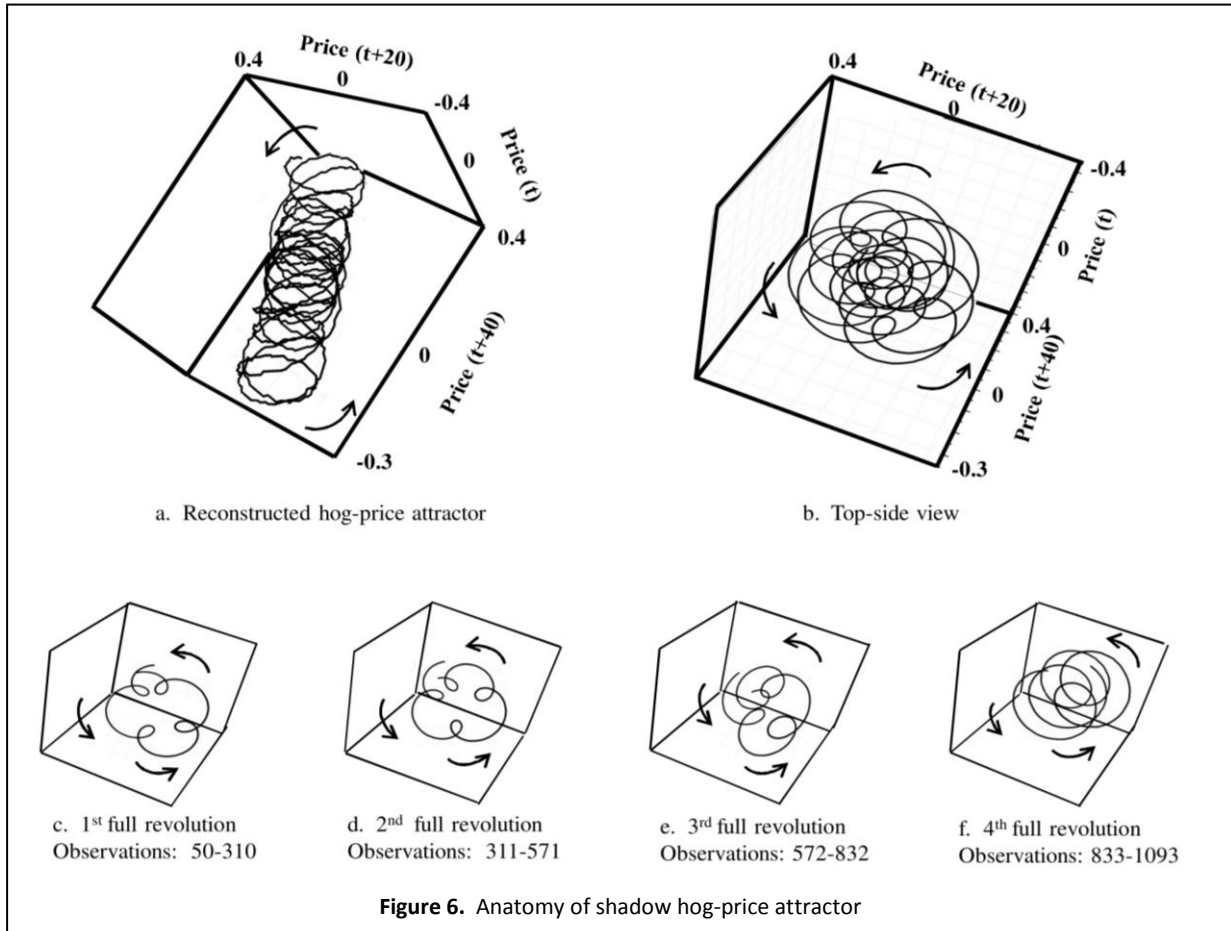 Price (t+20)
0.4
0
-0.4
Price (t)
0
0.4
Price (t+40)
0
-0.3
a. Reconstructed hog-price attractor
0.4
Price (t+20)
0
-0.4
Price (t)
0
0.4
Price (t+40)
0
-0.3
b. Top-side view
c. 1st full revolution
Observations: 50-310
d. 2nd full revolution
Observations: 311-571
e. 3rd full revolution
Observations: 572-832
f. 4th full revolution
Observations: 833-1093
Figure 6. Anatomy of shadow hog-price attractor